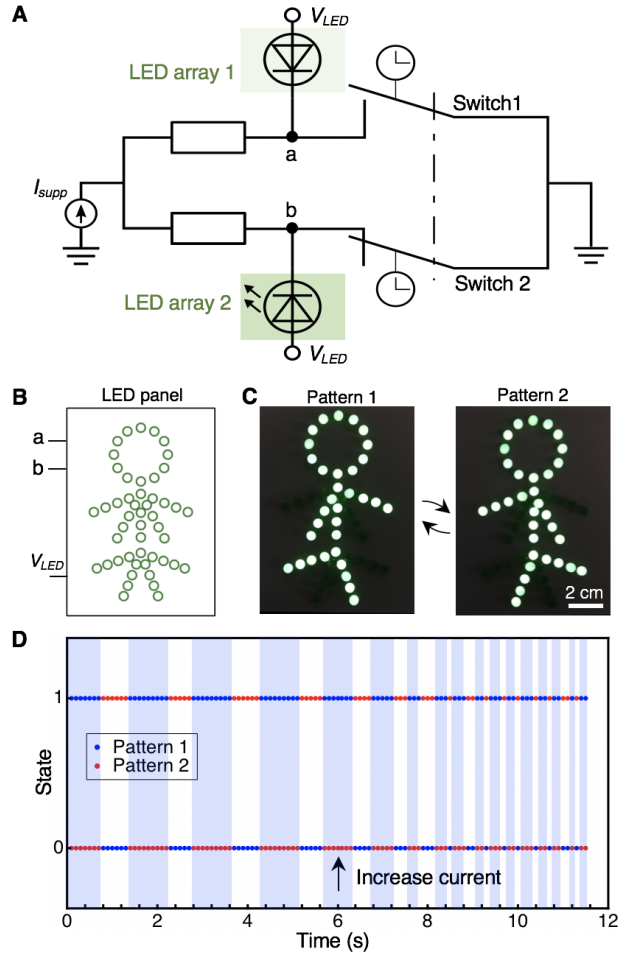 A
V_LED
LED array 1
Switch1
a
I_supp
b
LED array 2
Switch 2
V_LED
B
LED panel
a
b
V_LED
C
Pattern 1
Pattern 2
2 cm
D
1
Pattern 1
Pattern 2
State
0
Increase current
0 2 4 6 8 10 12
Time (s)